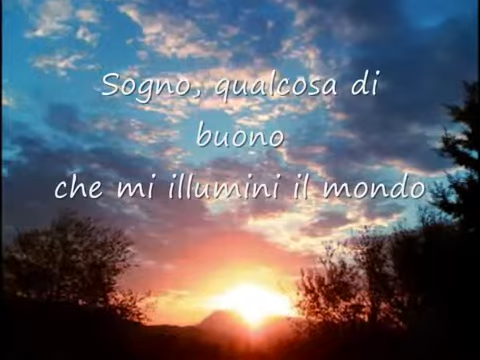 Sogno, qualcosa di
buono
che mi illumini il mondo